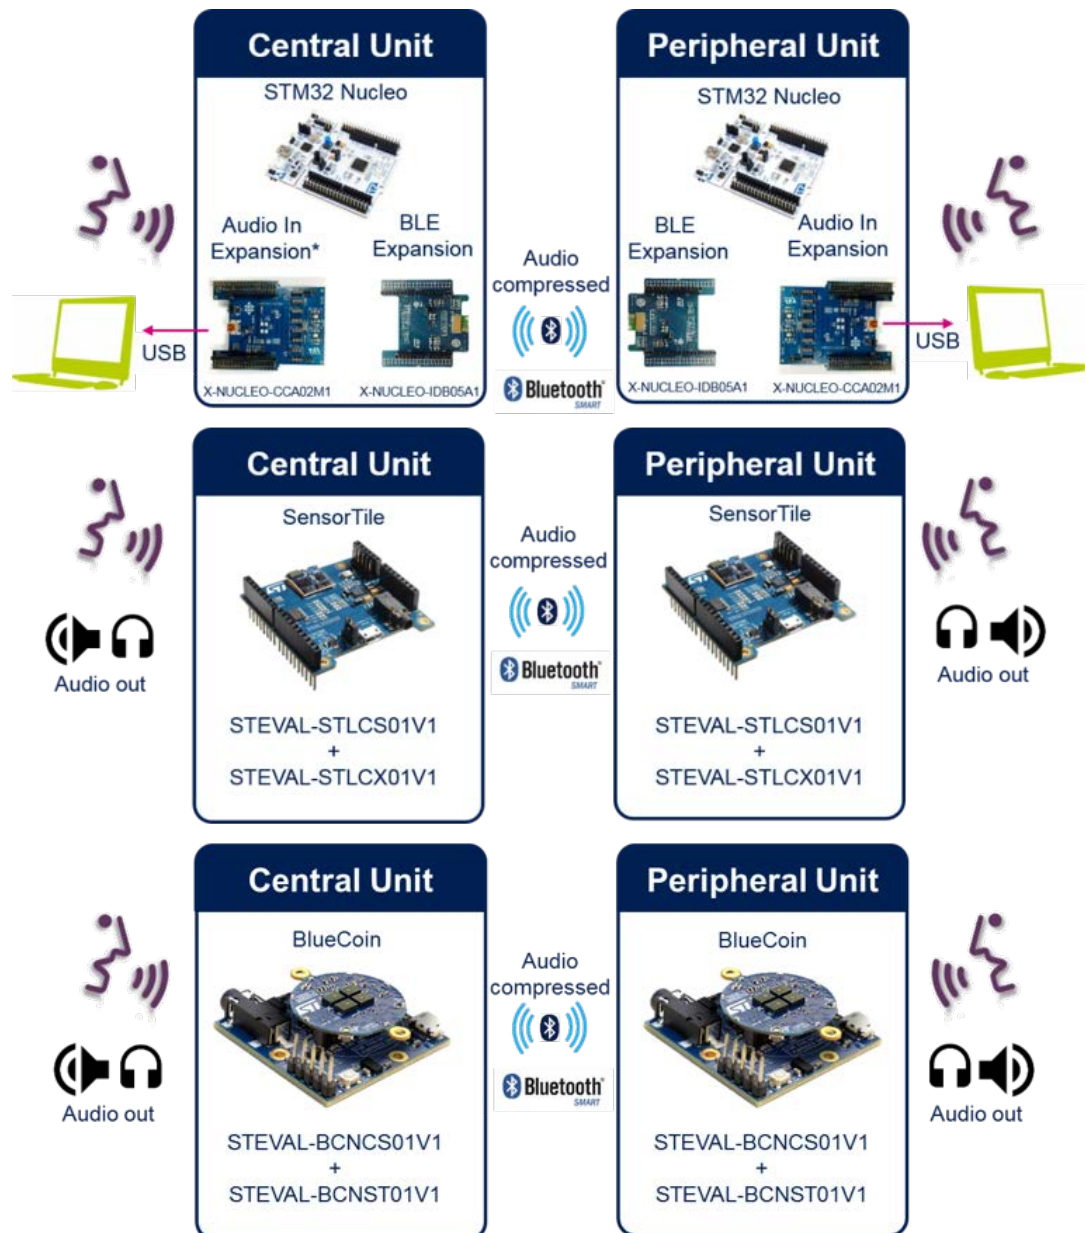 Central Unit
Peripheral Unit
STM32 Nucleo
STM32 Nucleo
Audio In
Expansion*
BLE
Expansion
Audio
compressed
BLE
Expansion
Audio In
Expansion
USB
USB
X-NUCLEO-CCA02M1
X-NUCLEO-IDB05A1
Bluetooth®
SMART
X-NUCLEO-IDB05A1
X-NUCLEO-CCA02M1
Central Unit
Peripheral Unit
SensorTile
SensorTile
Audio
compressed
Audio out
Bluetooth®
SMART
Audio out
STEVAL-STLCS01V1
+
STEVAL-STLCX01V1
STEVAL-STLCS01V1
+
STEVAL-STLCX01V1
Central Unit
Peripheral Unit
BlueCoin
BlueCoin
Audio
compressed
Audio out
Bluetooth®
SMART
Audio out
STEVAL-BCNCS01V1
+
STEVAL-BCNST01V1
STEVAL-BCNCS01V1
+
STEVAL-BCNST01V1